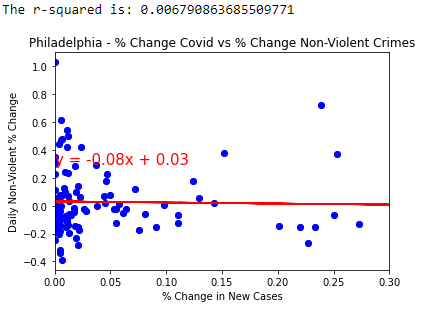 The r-squared is: 0.006790863685509771
Philadelphia - % Change Covid vs % Change Non-Violent Crimes
1.0
0.8
0.6
0.4
y = -0.08x + 0.03
0.2
0.0
−0.2
−0.4
Daily Non-Violent % Change
0.00 0.05 0.10 0.15 0.20 0.25 0.30
% Change in New Cases